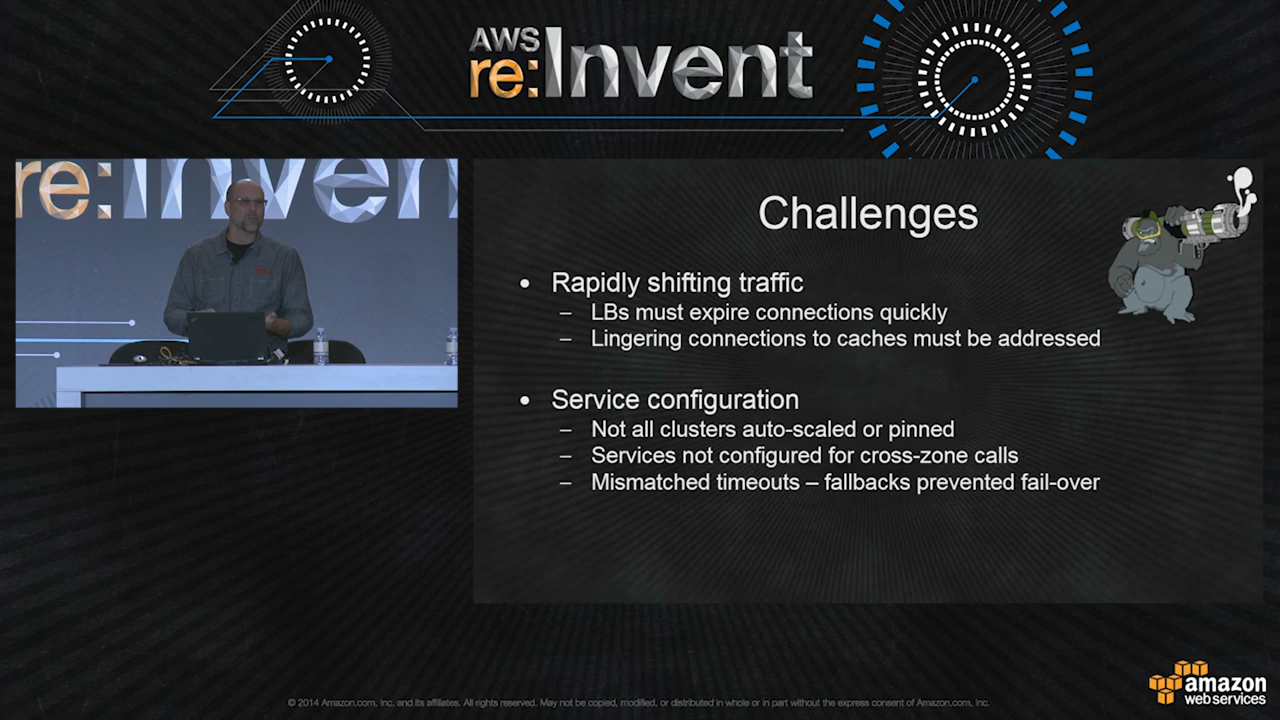 AWS
re:Invent
re:Inven
Challenges
• Rapidly shifting traffic
– LBs must expire connections quickly
– Lingering connections to caches must be addressed
• Service configuration
– Not all clusters auto-scaled or pinned
– Services not configured for cross-zone calls
– Mismatched timeouts – fallbacks prevented fail-over
amazon
web services
© 2014 Amazon.com, Inc. and its affiliates. All rights reserved. May not be copied, modified, or distributed in whole or in part without the express consent of Amazon.com, Inc.